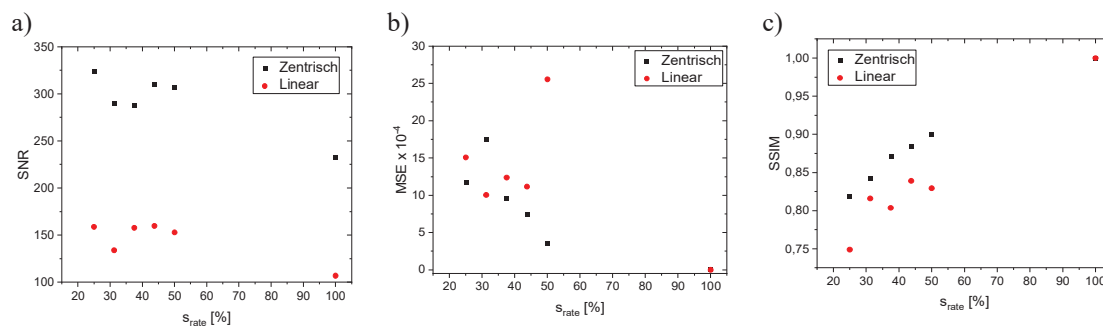 a)
350
300
250
200
150
100
SNR
Zentrisch
Linear
20 30 40 50 60 70 80 90 100
s_rate [%]
b)
30
25
20
15
10
5
0
MSE x 10^-4
Zentrisch
Linear
20 30 40 50 60 70 80 90 100
s_rate [%]
c)
1,00
0,95
0,90
0,85
0,80
0,75
SSIM
Zentrisch
Linear
20 30 40 50 60 70 80 90 100
s_rate [%]